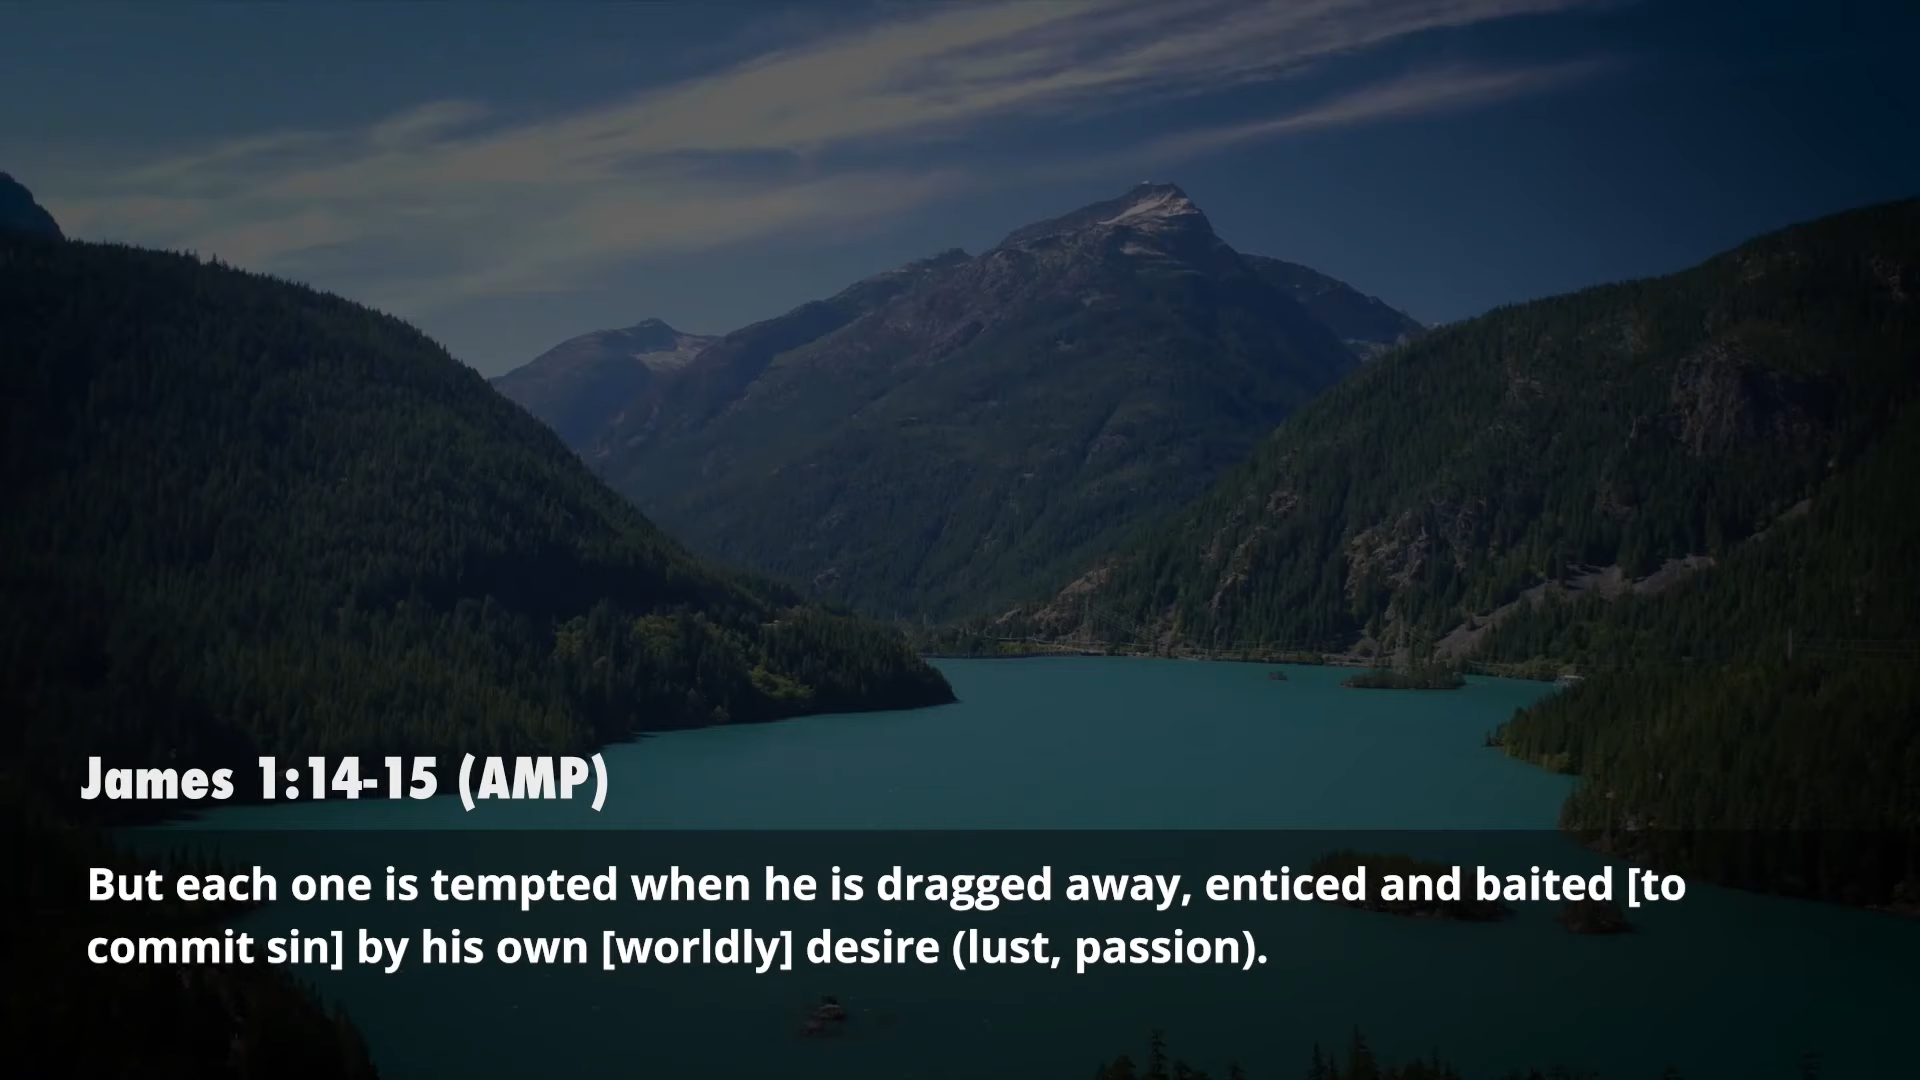 James 1:14-15 (AMP)
But each one is tempted when he is dragged away, enticed and baited [to
commit sin] by his own [worldly] desire (lust, passion).